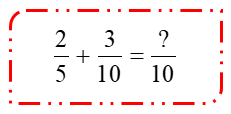 2/5 + 3/10 = ?/10